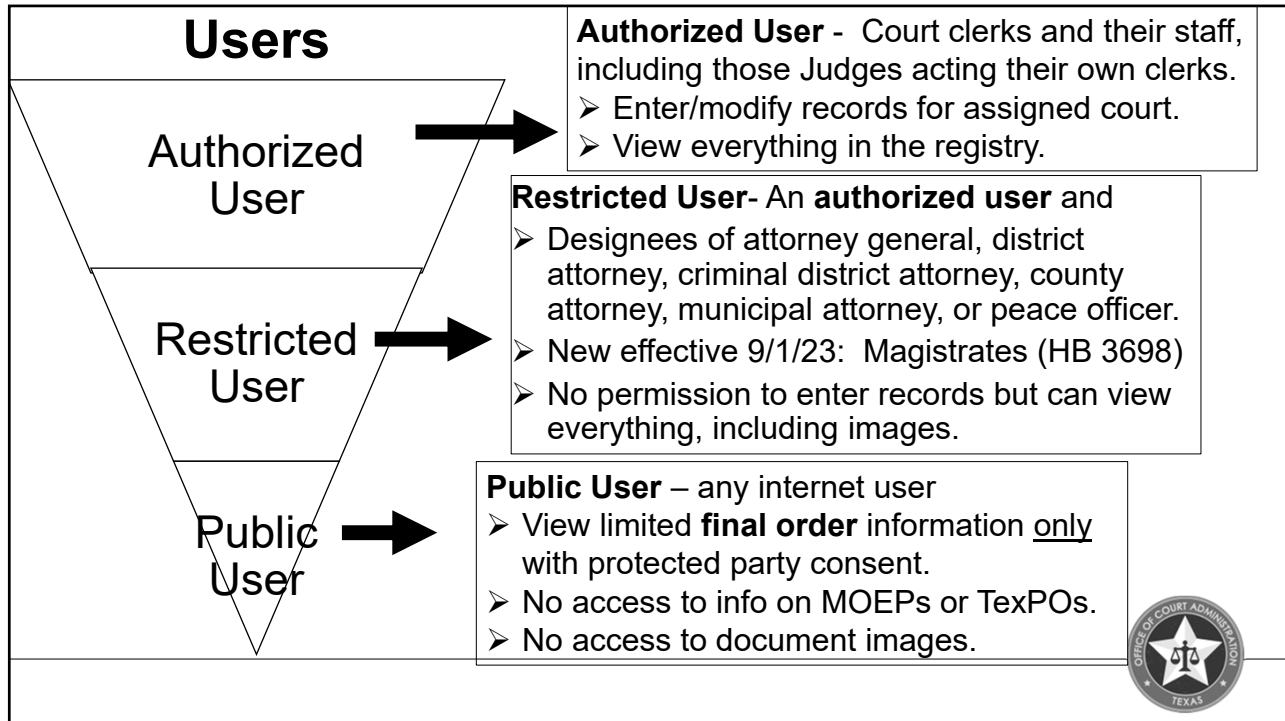 Users
Authorized
User
Authorized User - Court clerks and their staff,
including those Judges acting their own clerks.
➢ Enter/modify records for assigned court.
➢ View everything in the registry.
Restricted
User
Restricted User- An authorized user and
➢ Designees of attorney general, district
attorney, criminal district attorney, county
attorney, municipal attorney, or peace officer.
➢ New effective 9/1/23: Magistrates (HB 3698)
➢ No permission to enter records but can view
everything, including images.
Public
User
Public User – any internet user
➢ View limited final order information only
with protected party consent.
➢ No access to info on MOEPs or TexPOs.
➢ No access to document images.
OFFICE OF COURT ADMINISTRATION
TEXAS